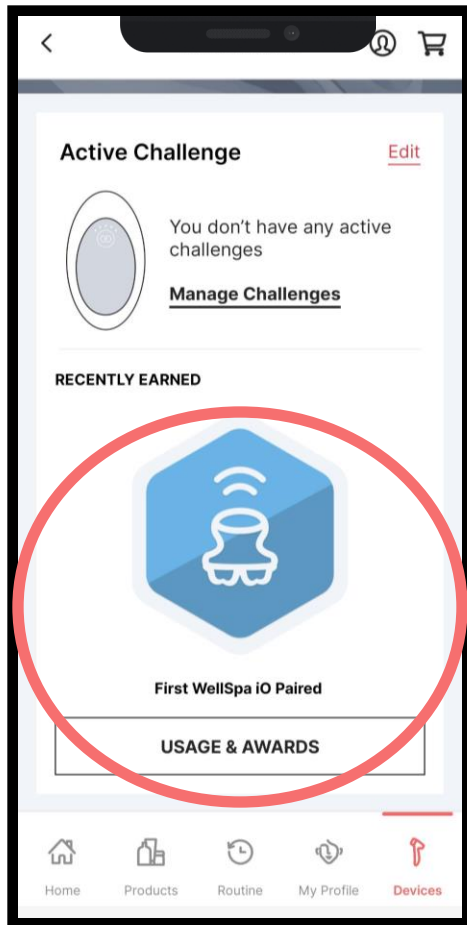 Active Challenge
Edit
You don't have any active
challenges
Manage Challenges
RECENTLY EARNED
First WellSpa iO Paired
USAGE & AWARDS
Home
Products
Routine
My Profile
Devices